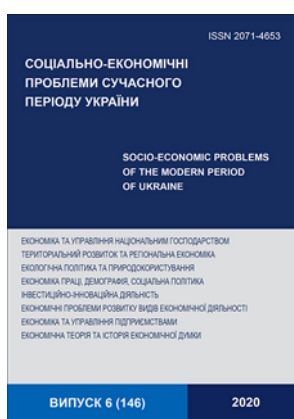 ISSN 2071-4653
СОЦІАЛЬНО-ЕКОНОМІЧНІ
ПРОБЛЕМИ СУЧАСНОГО
ПЕРІОДУ УКРАЇНИ
SOCIO-ECONOMIC PROBLEMS
OF THE MODERN PERIOD
OF UKRAINE
ЕКОНОМІКА ТА УПРАВЛІННЯ НАЦІОНАЛЬНИМ ГОСПОДАРСТВОМ
ТЕРИТОРІАЛЬНИЙ РОЗВИТОК ТА РЕГІОНАЛЬНА ЕКОНОМІКА
ЕКОЛОГІЧНА ПОЛІТИКА ТА ПРИРОДОКОРИСТУВАННЯ
ЕКОНОМІКА ПРАЦІ, ДЕМОГРАФІЯ, СОЦІАЛЬНА ПОЛІТИКА
ІНВЕСТИЦІЙНО-ІННОВАЦІЙНА ДІЯЛЬНІСТЬ
ЕКОНОМІЧНІ ПРОБЛЕМИ РОЗВИТКУ ВИДІВ ЕКОНОМІЧНОЇ ДІЯЛЬНОСТІ
ЕКОНОМІКА ТА УПРАВЛІННЯ ПІДПРИЄМСТВАМИ
ЕКОНОМІЧНА ТЕОРІЯ ТА ІСТОРІЯ ЕКОНОМІЧНОЇ ДУМКИ
ВИПУСК 6 (146) 2020